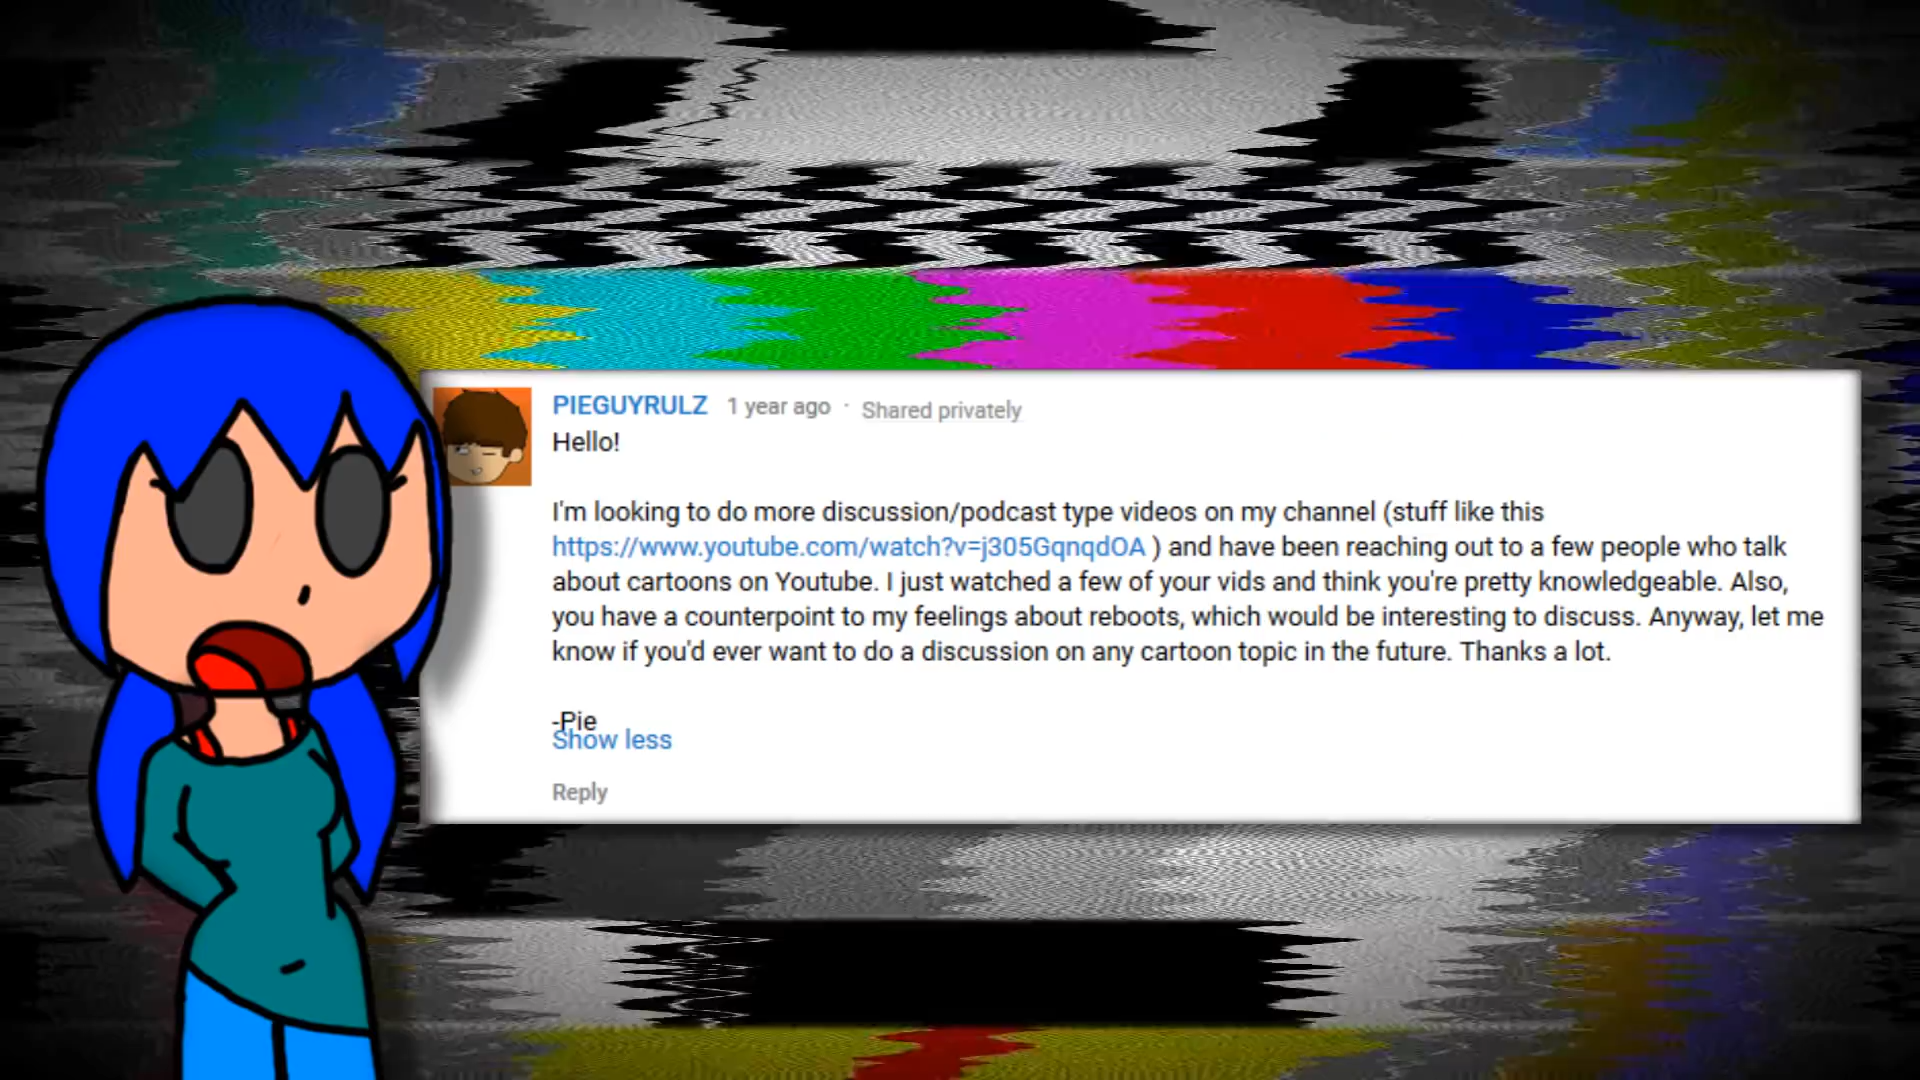 PIEGUYRULZ 1 year ago · Shared privately
Hello!
I'm looking to do more discussion/podcast type videos on my channel (stuff like this
https://www.youtube.com/watch?v=j305GqnqdOA ) and have been reaching out to a few people who talk
about cartoons on Youtube. I just watched a few of your vids and think you're pretty knowledgeable. Also,
you have a counterpoint to my feelings about reboots, which would be interesting to discuss. Anyway, let me
know if you'd ever want to do a discussion on any cartoon topic in the future. Thanks a lot.
-Pie
Show less
Reply